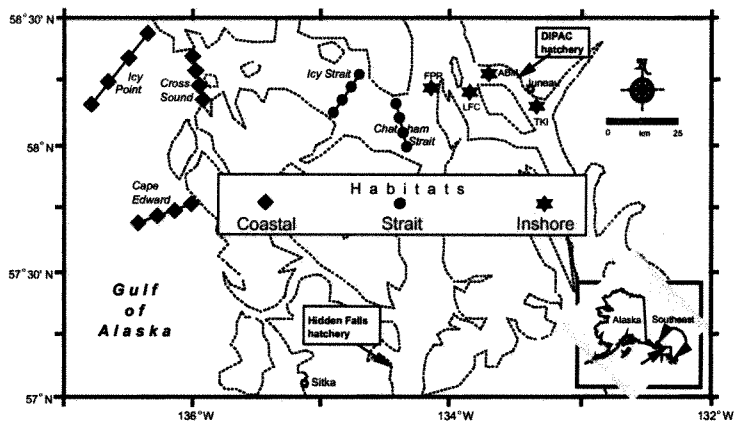 58° 30' N
58° N
57° 30' N
57° N
136°W
134°W
132°W
Icy
Point
Cross
Sound
Icy Strait
Chatham
Strait
FPR
LFC
ABM
Juneau
TKI
DIPAC
hatchery
0 km 25
Cape
Edward
Habitats
Coastal
Strait
Inshore
Gulf
of
Alaska
Hidden Falls
hatchery
Sitka
Alaska
Southeast